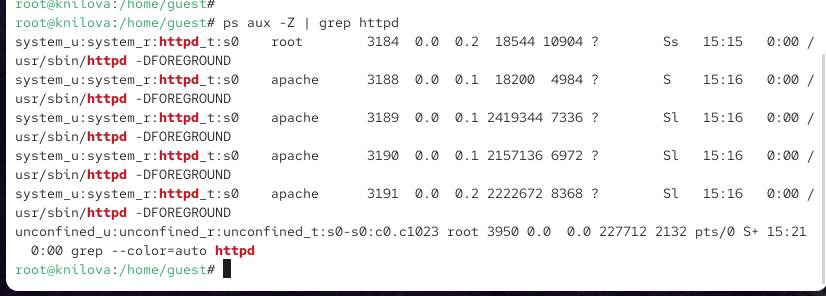 root@knilova:/home/guest#
root@knilova:/home/guest# ps aux -Z | grep httpd
system_u:system_r:httpd_t:s0    root        3184  0.0  0.2  18544 10904 ?        Ss   15:15   0:00 /
usr/sbin/httpd -DFOREGROUND
system_u:system_r:httpd_t:s0    apache      3188  0.0  0.1  18200  4984 ?        S    15:16   0:00 /
usr/sbin/httpd -DFOREGROUND
system_u:system_r:httpd_t:s0    apache      3189  0.0  0.1 2419344 7336 ?        Sl   15:16   0:00 /
usr/sbin/httpd -DFOREGROUND
system_u:system_r:httpd_t:s0    apache      3190  0.0  0.1 2157136 6972 ?        Sl   15:16   0:00 /
usr/sbin/httpd -DFOREGROUND
system_u:system_r:httpd_t:s0    apache      3191  0.0  0.2 2222672 8368 ?        Sl   15:16   0:00 /
usr/sbin/httpd -DFOREGROUND
unconfined_u:unconfined_r:unconfined_t:s0-s0:c0.c1023 root 3950 0.0  0.0 227712 2132 pts/0 S+ 15:21
  0:00 grep --color=auto httpd
root@knilova:/home/guest#